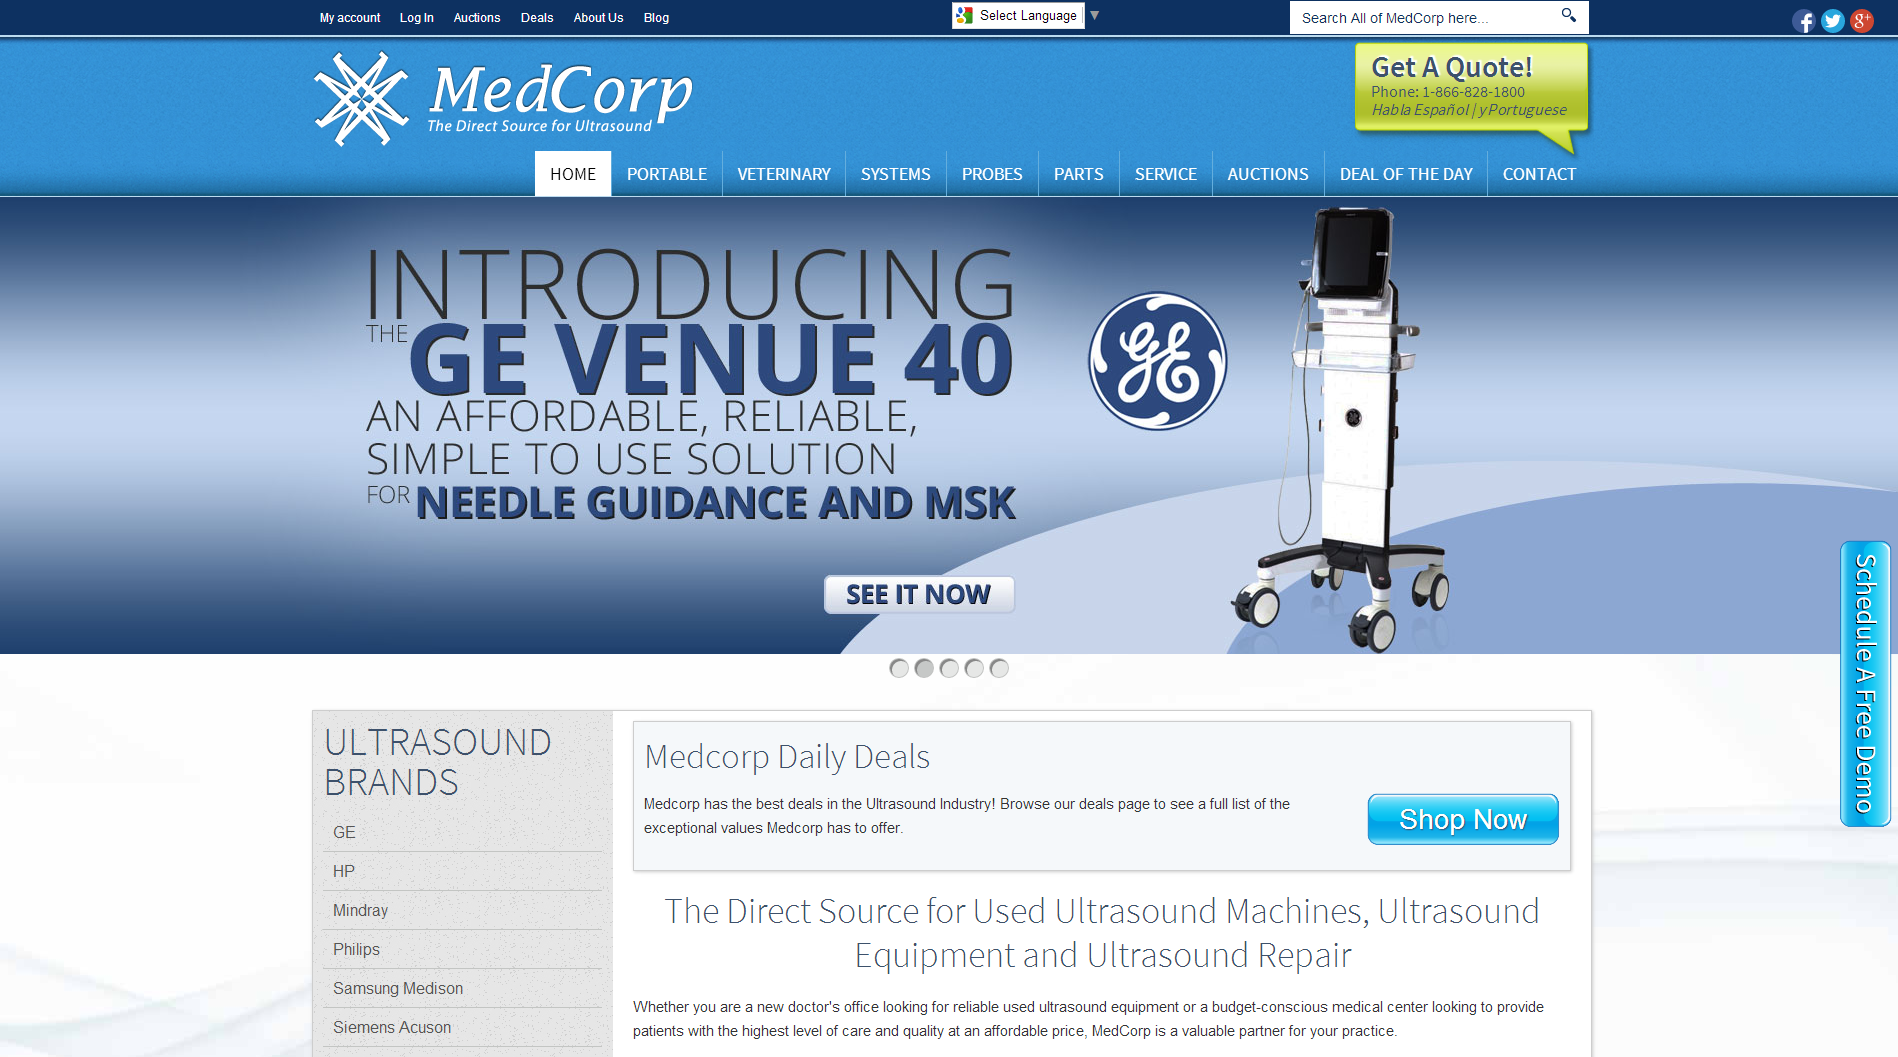 My account Log In Auctions Deals About Us Blog
Select Language ▼
Search All of MedCorp here...
MedCorp
The Direct Source for Ultrasound
Get A Quote!
Phone: 1-866-828-1800
Habla Español | y Portuguese
HOME PORTABLE VETERINARY SYSTEMS PROBES PARTS SERVICE AUCTIONS DEAL OF THE DAY CONTACT
INTRODUCING
THE GE VENUE 40
AN AFFORDABLE, RELIABLE,
SIMPLE TO USE SOLUTION
FOR NEEDLE GUIDANCE AND MSK
GE
SEE IT NOW
Schedule A Free Demo
ULTRASOUND
BRANDS
GE
HP
Mindray
Philips
Samsung Medison
Siemens Acuson
Medcorp Daily Deals
Medcorp has the best deals in the Ultrasound Industry! Browse our deals page to see a full list of the
exceptional values Medcorp has to offer.
Shop Now
The Direct Source for Used Ultrasound Machines, Ultrasound
Equipment and Ultrasound Repair
Whether you are a new doctor's office looking for reliable used ultrasound equipment or a budget-conscious medical center looking to provide
patients with the highest level of care and quality at an affordable price, MedCorp is a valuable partner for your practice.